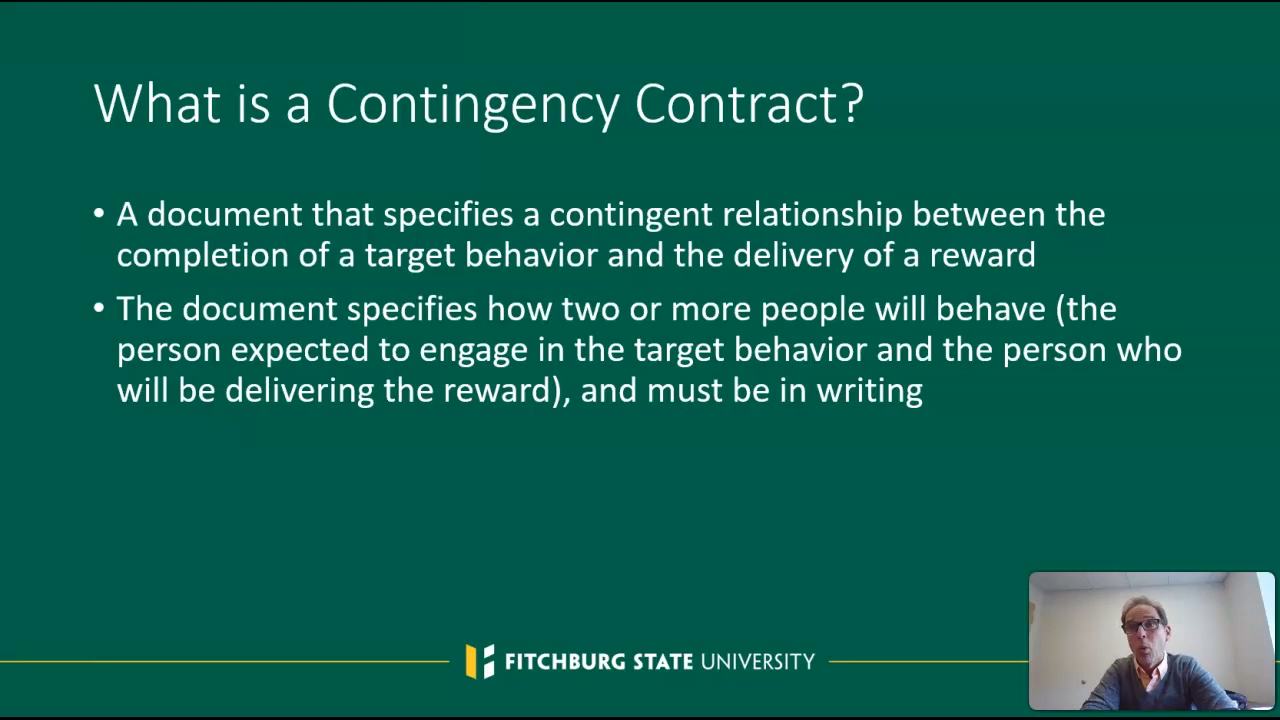 What is a Contingency Contract?
• A document that specifies a contingent relationship between the
completion of a target behavior and the delivery of a reward
• The document specifies how two or more people will behave (the
person expected to engage in the target behavior and the person who
will be delivering the reward), and must be in writing
FITCHBURG STATE UNIVERSITY